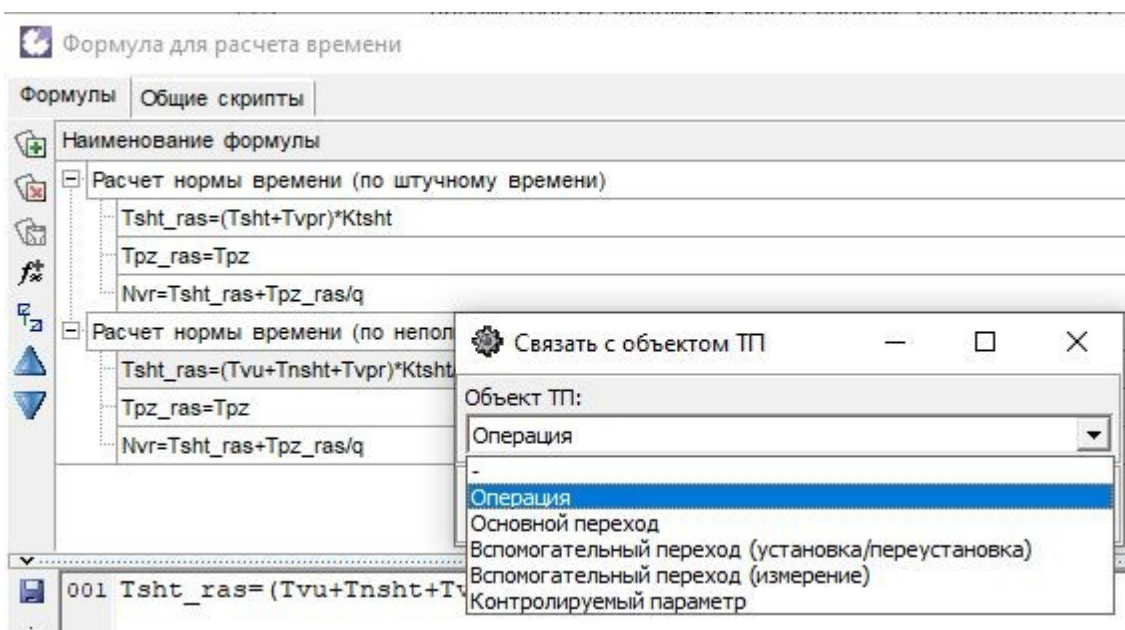 Формула для расчета времени
Формулы Общие скрипты
Наименование формулы
Расчет нормы времени (по штучному времени)
Tsht_ras=(Tsht+Tvpr)*Ktsht
Tpz_ras=Tpz
Nvr=Tsht_ras+Tpz_ras/q
Расчет нормы времени (по непол
Tsht_ras=(Tvu+Tnsht+Tvpr)*Ktsht/
Tpz_ras=Tpz
Nvr=Tsht_ras+Tpz_ras/q
Связать с объектом ТП
Объект ТП:
Операция
-
Операция
Основной переход
Вспомогательный переход (установка/переустановка)
Вспомогательный переход (измерение)
Контролируемый параметр
001 Tsht_ras=(Tvu+Tnsht+Tv